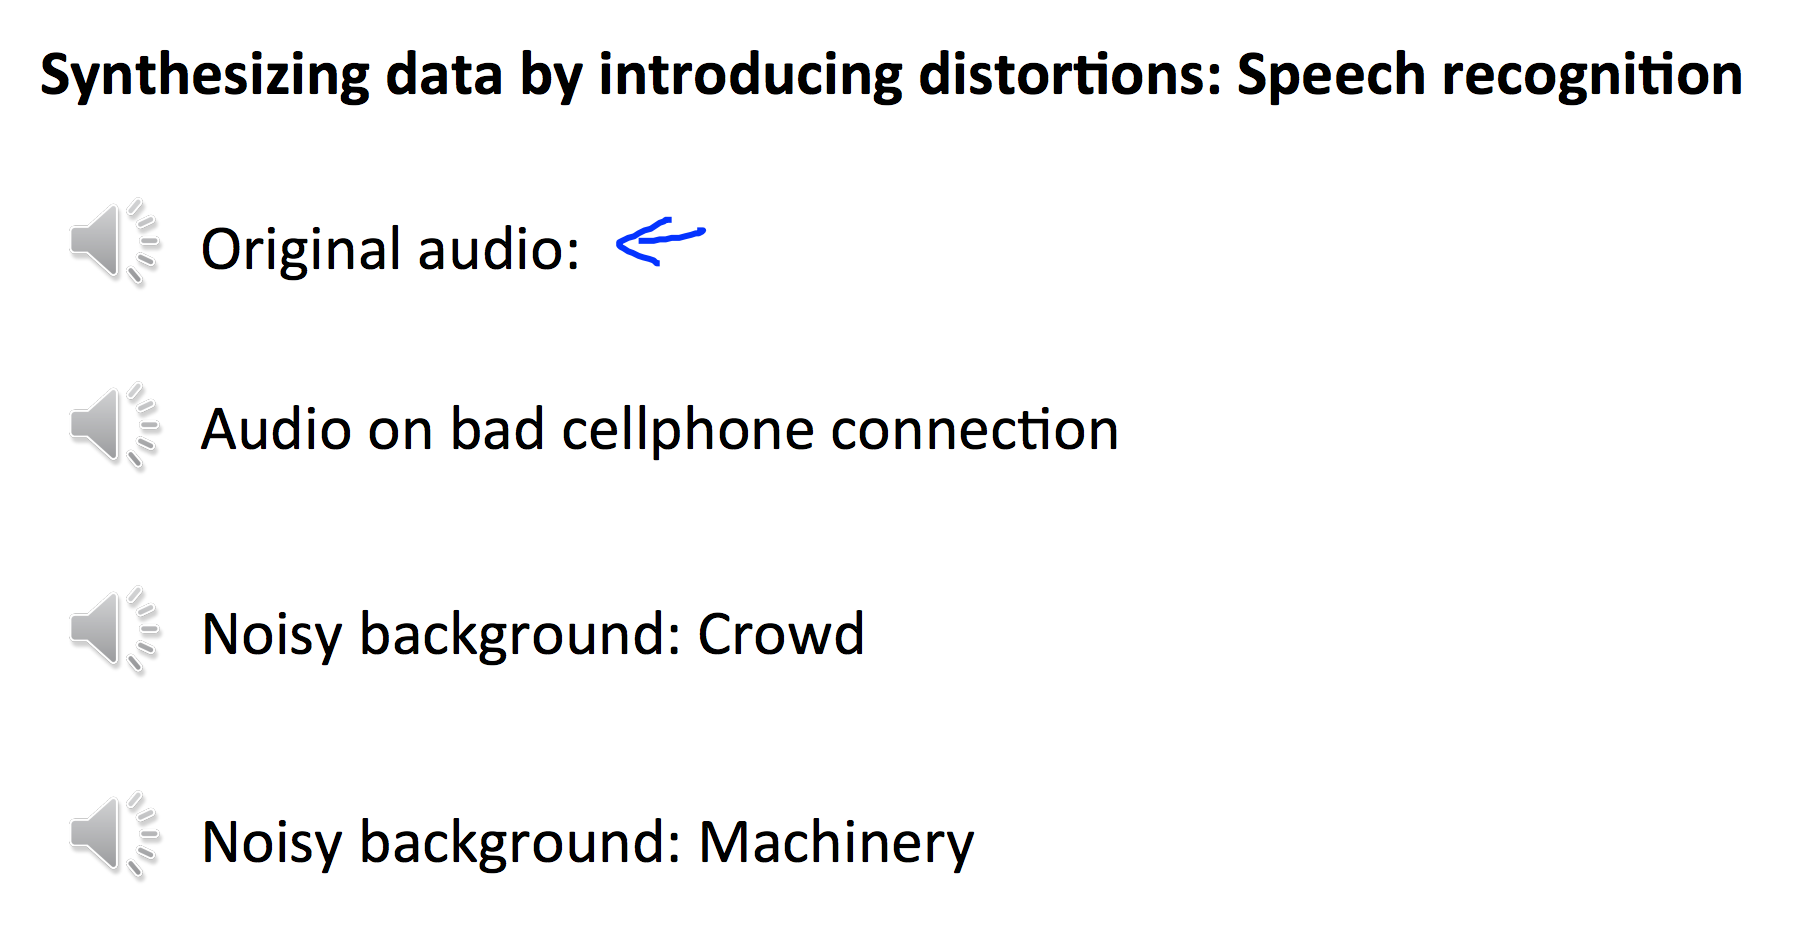 Synthesizing data by introducing distortions: Speech recognition
Original audio:
Audio on bad cellphone connection
Noisy background: Crowd
Noisy background: Machinery